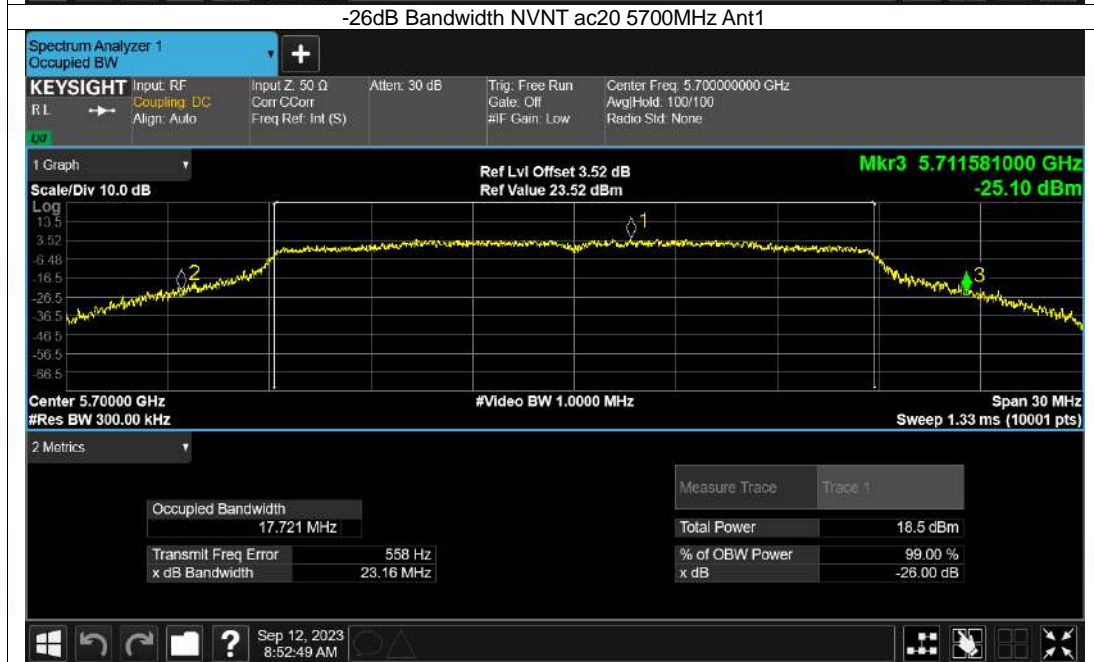 -26dB Bandwidth NVNT ac20 5700MHz Ant1
Spectrum Analyzer 1
Occupied BW
+
KEYSIGHT Input: RF Input Z: 50 Ω Atten: 30 dB Trig: Free Run Center Freq: 5.700000000 GHz
R L Coupling: DC Corr CCorr Gate: Off Avg|Hold: 100/100
Align: Auto Freq Ref: Int (S) #IF Gain: Low Radio Std: None
LXI
1 Graph Ref Lvl Offset 3.52 dB Mkr3 5.711581000 GHz
Scale/Div 10.0 dB Ref Value 23.52 dBm -25.10 dBm
Log
13.5
3.52
-6.48
-16.5
-26.5
-36.5
-46.5
-56.5
-66.5
1
2
3
Center 5.70000 GHz #Video BW 1.0000 MHz Span 30 MHz
#Res BW 300.00 kHz Sweep 1.33 ms (10001 pts)
2 Metrics
Measure Trace Trace 1
Occupied Bandwidth
17.721 MHz Total Power 18.5 dBm
Transmit Freq Error 558 Hz % of OBW Power 99.00 %
x dB Bandwidth 23.16 MHz x dB -26.00 dB
? Sep 12, 2023
8:52:49 AM